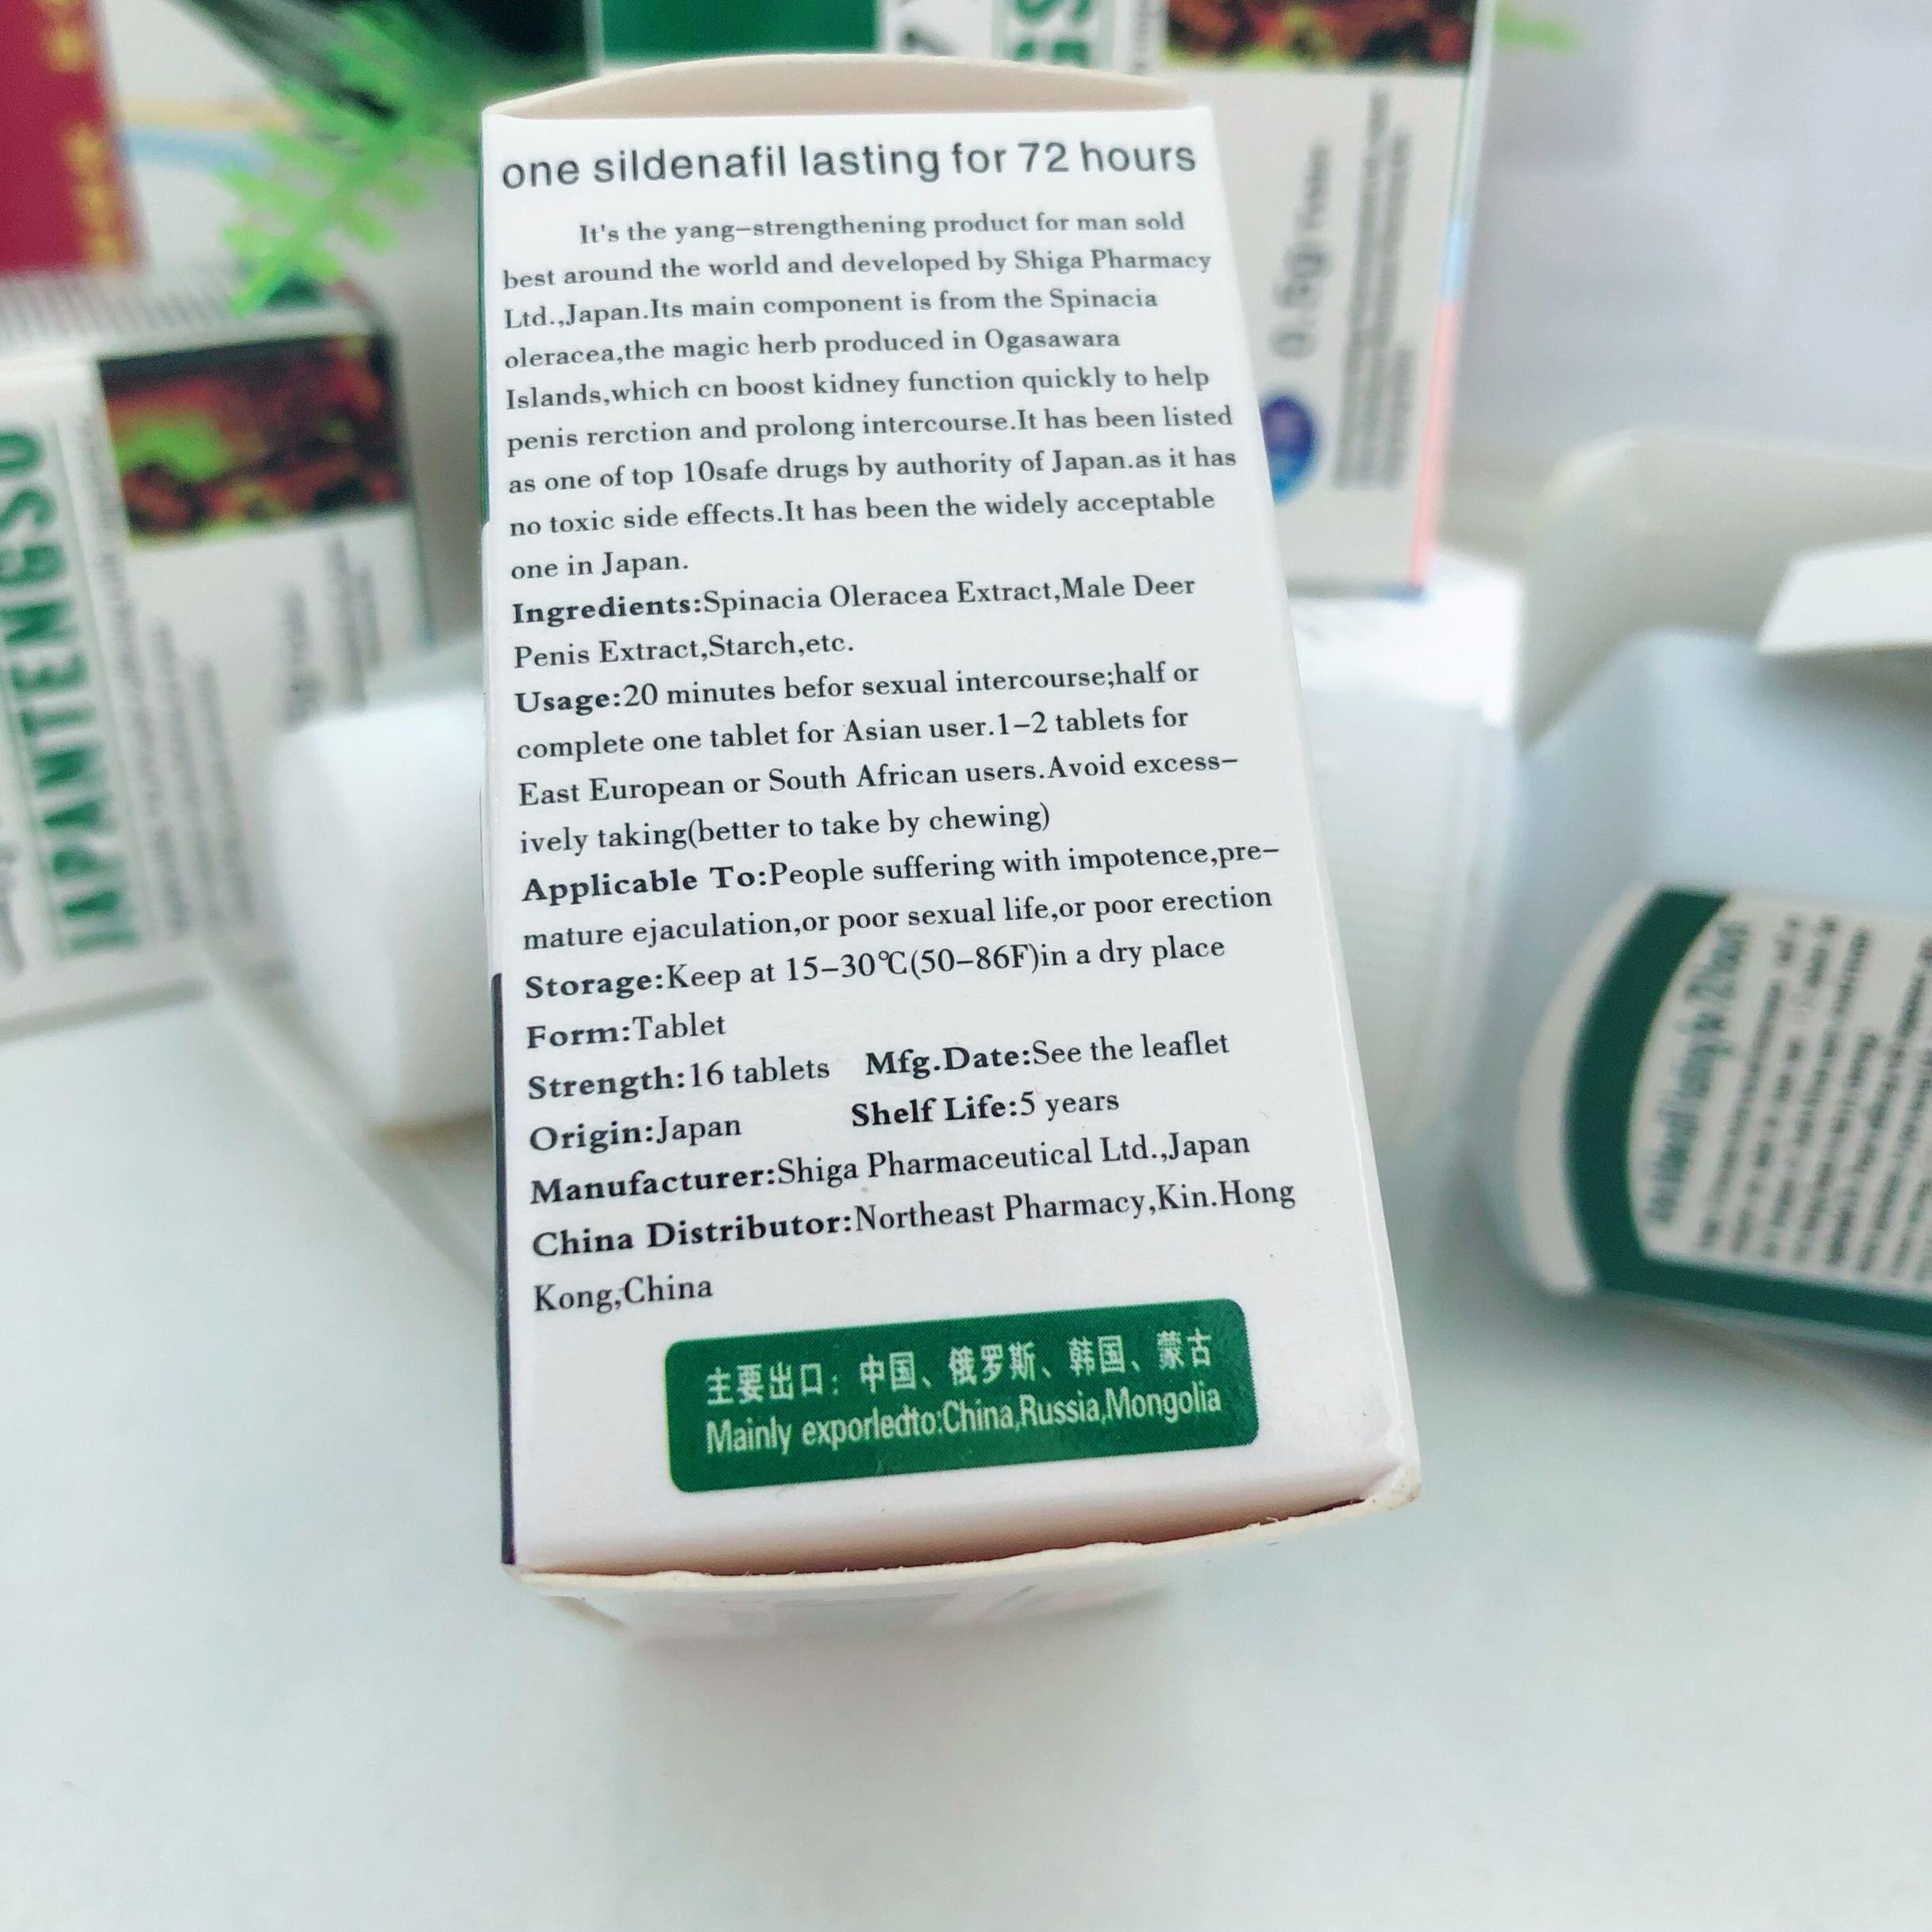 one sildenafil lasting for 72 hours
It's the yang-strengthening product for man sold
best around the world and developed by Shiga Pharmacy
Ltd.,Japan.Its main component is from the Spinacia
oleracea,the magic herb produced in Ogasawara
Islands,which cn boost kidney function quickly to help
penis rerction and prolong intercourse.It has been listed
as one of top 10safe drugs by authority of Japan.as it has
no toxic side effects.It has been the widely acceptable
one in Japan.
Ingredients:Spinacia Oleracea Extract,Male Deer
Penis Extract,Starch,etc.
Usage:20 minutes befor sexual intercourse;half or
complete one tablet for Asian user.1-2 tablets for
East European or South African users.Avoid excess-
ively taking(better to take by chewing)
Applicable To:People suffering with impotence,pre-
mature ejaculation,or poor sexual life,or poor erection
Storage:Keep at 15-30℃(50-86F)in a dry place
Form:Tablet
Strength:16 tablets Mfg.Date:See the leaflet
Origin:Japan Shelf Life:5 years
Manufacturer:Shiga Pharmaceutical Ltd.,Japan
China Distributor:Northeast Pharmacy,Kin.Hong
Kong,China
主要出口：中国、俄罗斯、韩国、蒙古
Mainly exporledto:China,Russia,Mongolia
JAPANTENGSO
0.5g